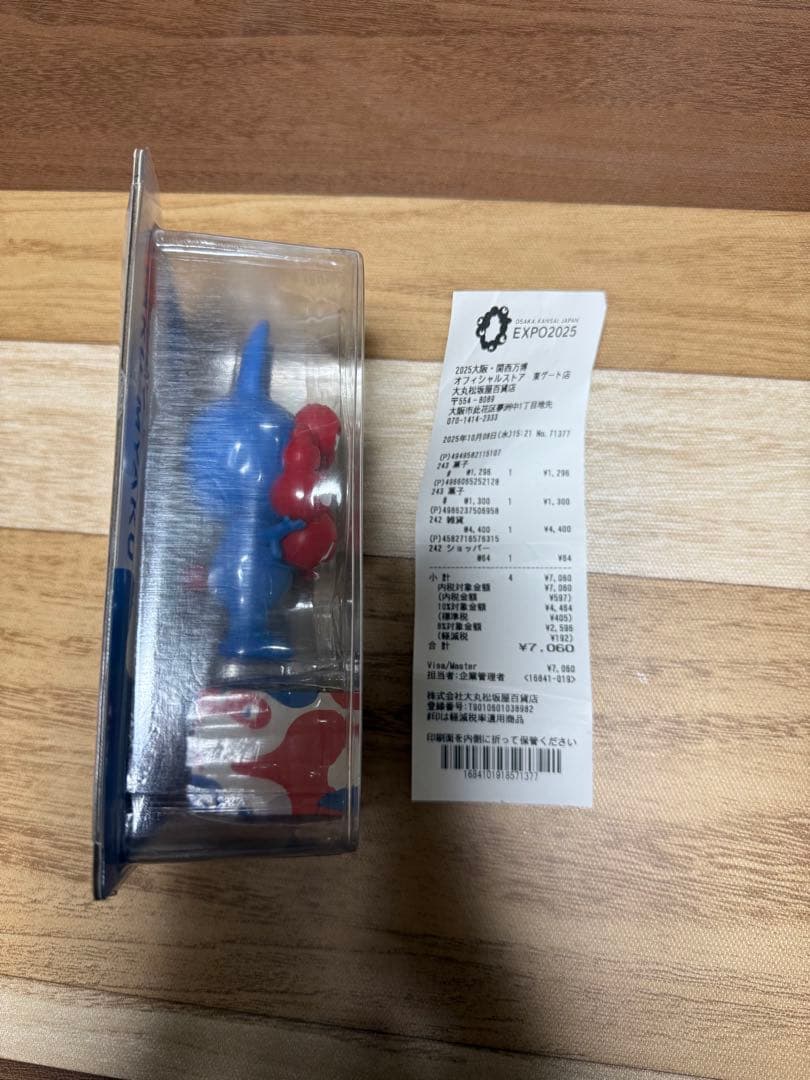 MYAKU
OSAKA, KANSAI, JAPAN
EXPO2025
2025大阪・関西万博
オフィシャルストア 東ゲート店
大丸松坂屋百貨店
〒554-8089
大阪市此花区夢洲中1丁目地先
070-1414-2333
2025年10月08日(水)15:21 No.71377
(P)4949502115107
243 菓子
# @1,296 1 ¥1,296
(P)4966065252128
243 菓子
# @1,300 1 ¥1,300
(P)4986237506958
242 雑貨
@4,400 1 ¥4,400
(P)4582718576315
242 ショッパー
@64 1 ¥64
小計 4 ¥7,060
内税対象金額 ¥7,060
(内税金額 ¥597)
10%対象金額 ¥4,464
(標準税 ¥405)
8%対象金額 ¥2,596
(軽減税 ¥192)
合計 ¥7,060
Visa/Master ¥7,060
担当者:企業管理者 <16841-019>
株式会社大丸松坂屋百貨店
登録番号:T9010601038982
#印は軽減税率適用商品
印刷面を内側に折って保管ください
1684101918571377